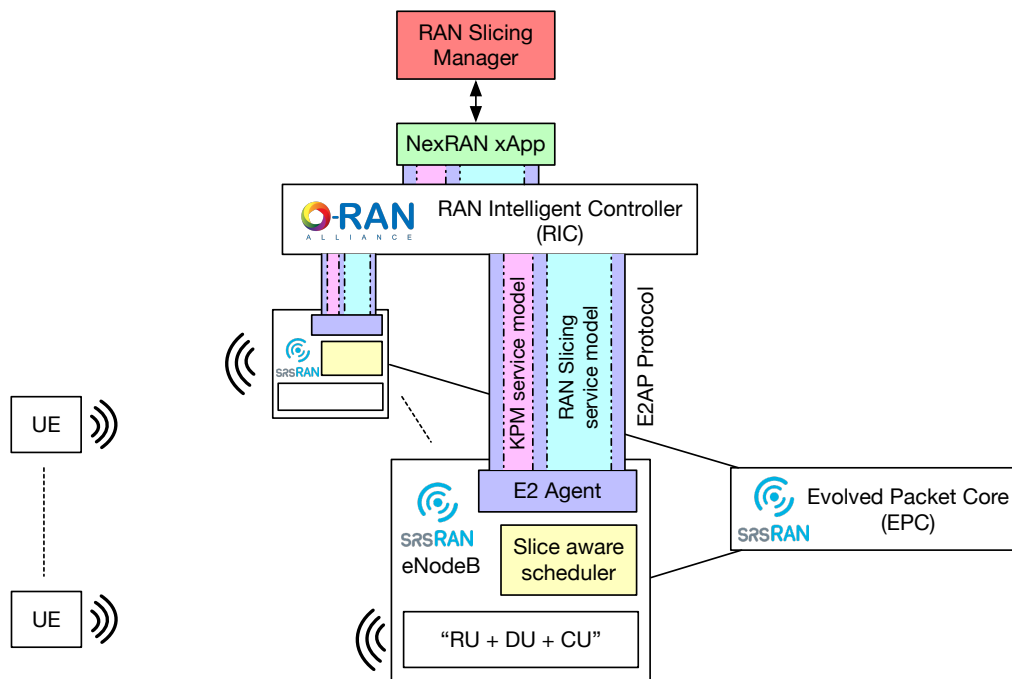 RAN Slicing
Manager
NexRAN xApp
O-RAN
ALLIANCE
RAN Intelligent Controller
(RIC)
KPM service model
RAN Slicing
service model
E2AP Protocol
srsRAN
UE
UE
E2 Agent
srsRAN
eNodeB
Slice aware
scheduler
“RU + DU + CU”
srsRAN
Evolved Packet Core
(EPC)